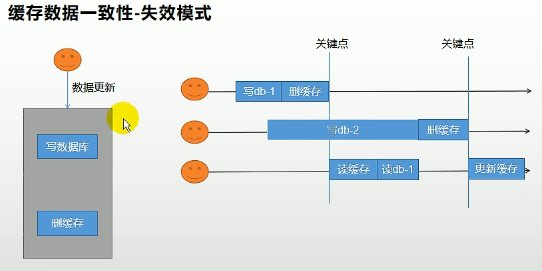 缓存数据一致性-失效模式
关键点 关键点
数据更新
写db-1 删缓存
写数据库
写db-2 删缓存
读缓存 读db-1 更新缓存
删缓存